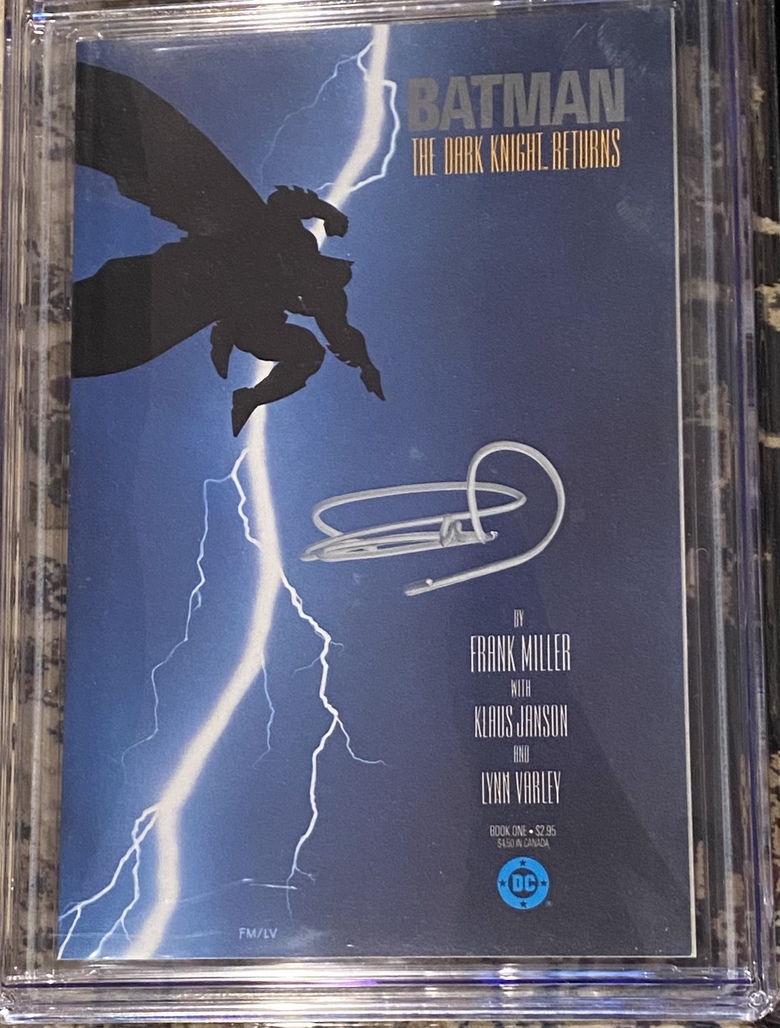 BATMAN
THE DARK KNIGHT™ RETURNS
BY
FRANK MILLER
WITH
KLAUS JANSON
AND
LYNN VARLEY
BOOK ONE • $2.95
$4.50 IN CANADA
DC
®
FM/LV